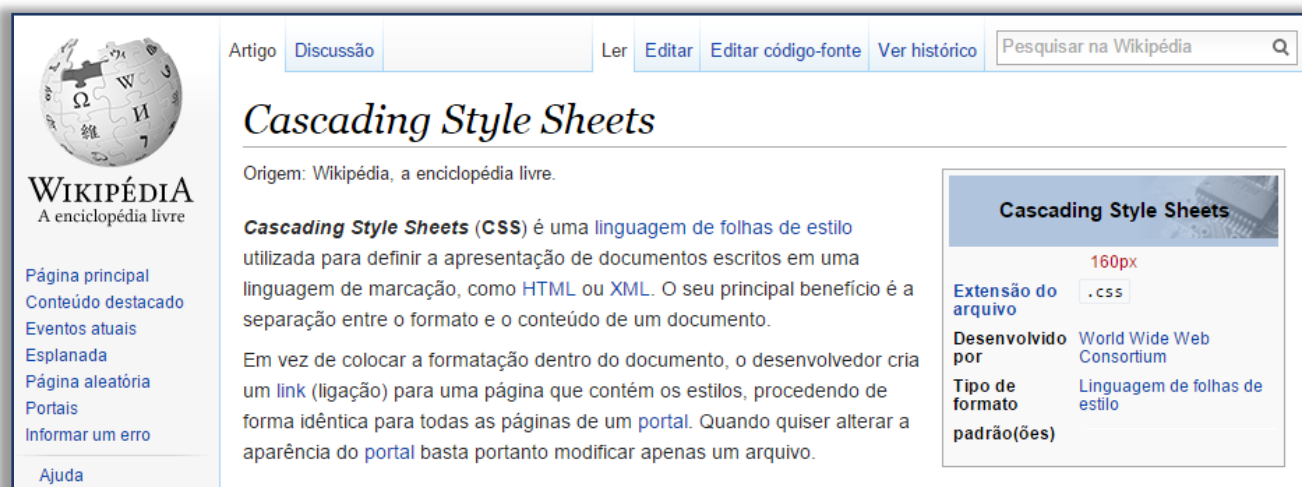 Artigo Discussão Ler Editar Editar código-fonte Ver histórico Pesquisar na Wikipédia
WIKIPÉDIA
A enciclopédia livre
Página principal
Conteúdo destacado
Eventos atuais
Esplanada
Página aleatória
Portais
Informar um erro
Ajuda
Cascading Style Sheets
Origem: Wikipédia, a enciclopédia livre.
Cascading Style Sheets (CSS) é uma linguagem de folhas de estilo
utilizada para definir a apresentação de documentos escritos em uma
linguagem de marcação, como HTML ou XML. O seu principal benefício é a
separação entre o formato e o conteúdo de um documento.
Em vez de colocar a formatação dentro do documento, o desenvolvedor cria
um link (ligação) para uma página que contém os estilos, procedendo de
forma idêntica para todas as páginas de um portal. Quando quiser alterar a
aparência do portal basta portanto modificar apenas um arquivo.
Cascading Style Sheets
160px
Extensão do .css
arquivo
Desenvolvido World Wide Web
por Consortium
Tipo de Linguagem de folhas de
formato estilo
padrão(ões)